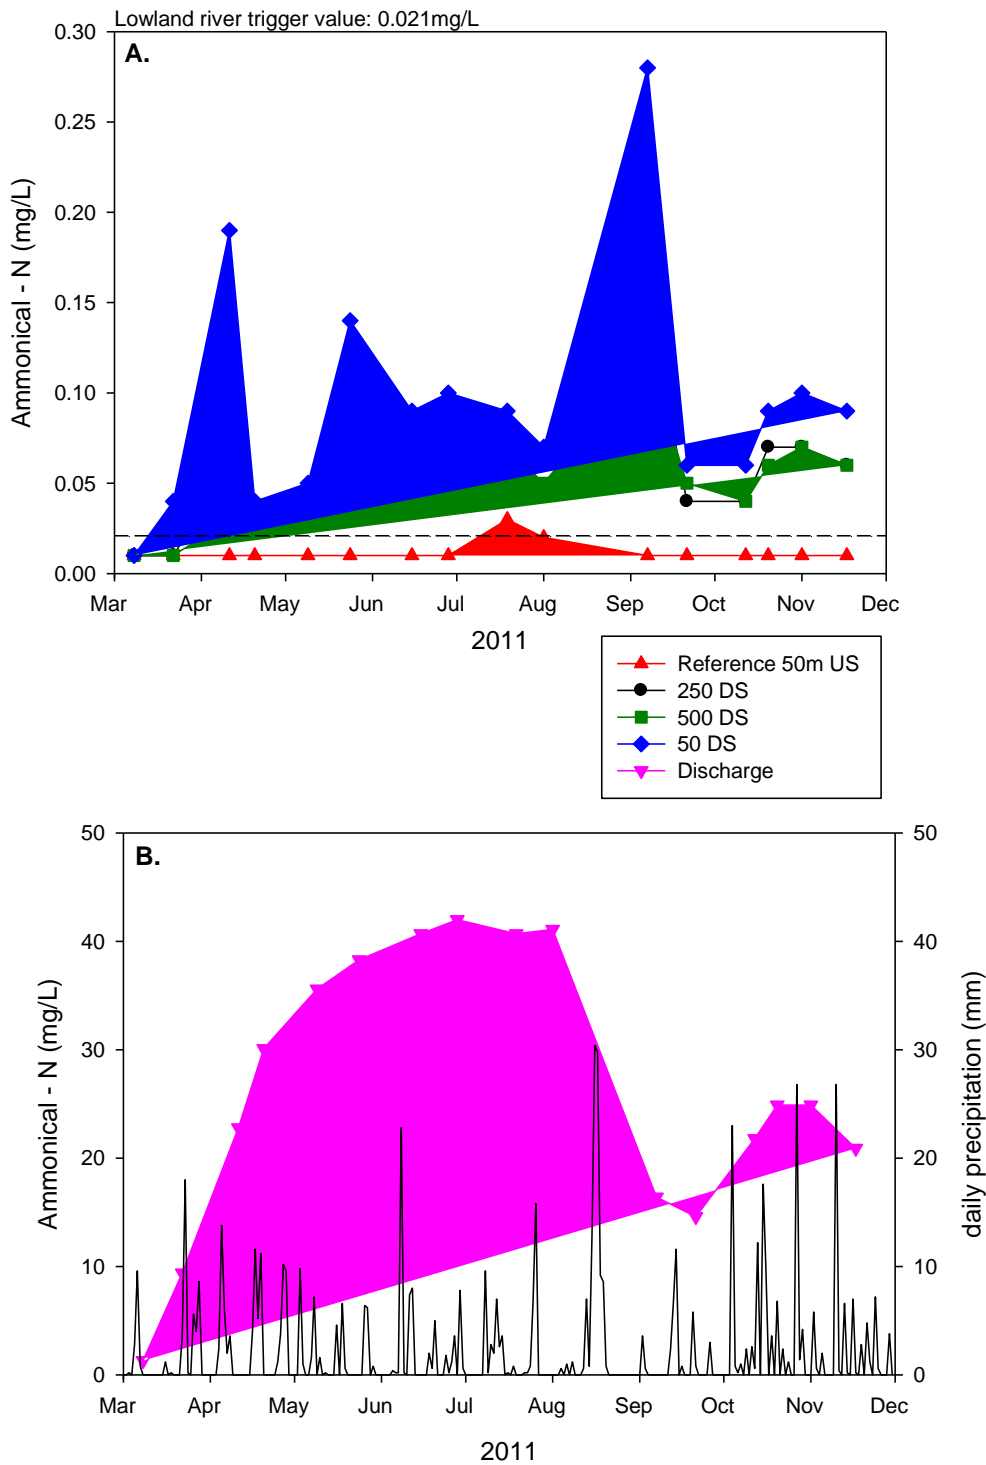 Lowland river trigger value: 0.021mg/L
A.
0.30
0.25
0.20
0.15
0.10
0.05
0.00
Ammonical - N (mg/L)
Mar Apr May Jun Jul Aug Sep Oct Nov Dec
2011
Reference 50m US
250 DS
500 DS
50 DS
Discharge
B.
50
40
30
20
10
0
Ammonical - N (mg/L)
50
40
30
20
10
0
daily precipitation (mm)
Mar Apr May Jun Jul Aug Sep Oct Nov Dec
2011